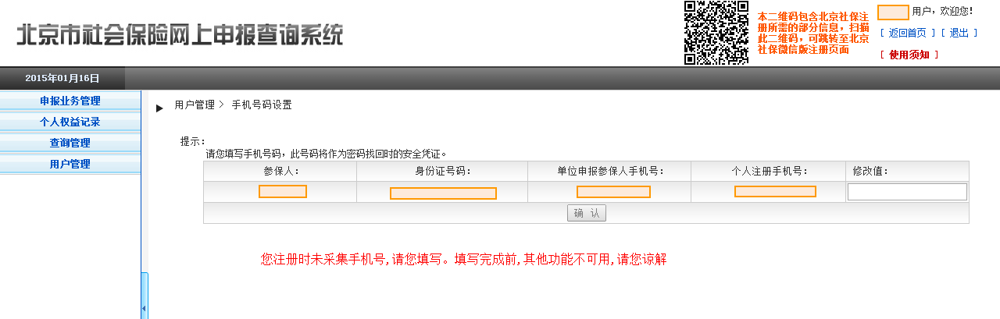 北京市社会保险网上申报查询系统
本二维码包含北京社保注
册所需的部分信息，扫描
此二维码，可跳转至北京
社保微信版注册页面
用户，欢迎您！
[ 返回首页 ] [ 退出 ]
[ 使用须知 ]
2015年01月16日
申报业务管理
个人权益记录
查询管理
用户管理
用户管理 > 手机号码设置
提示：
请您填写手机号码，此号码将作为密码找回时的安全凭证。
参保人： 身份证号码： 单位申报参保人手机号： 个人注册手机号： 修改值：
确 认
您注册时未采集手机号,请您填写。填写完成前,其他功能不可用,请您谅解